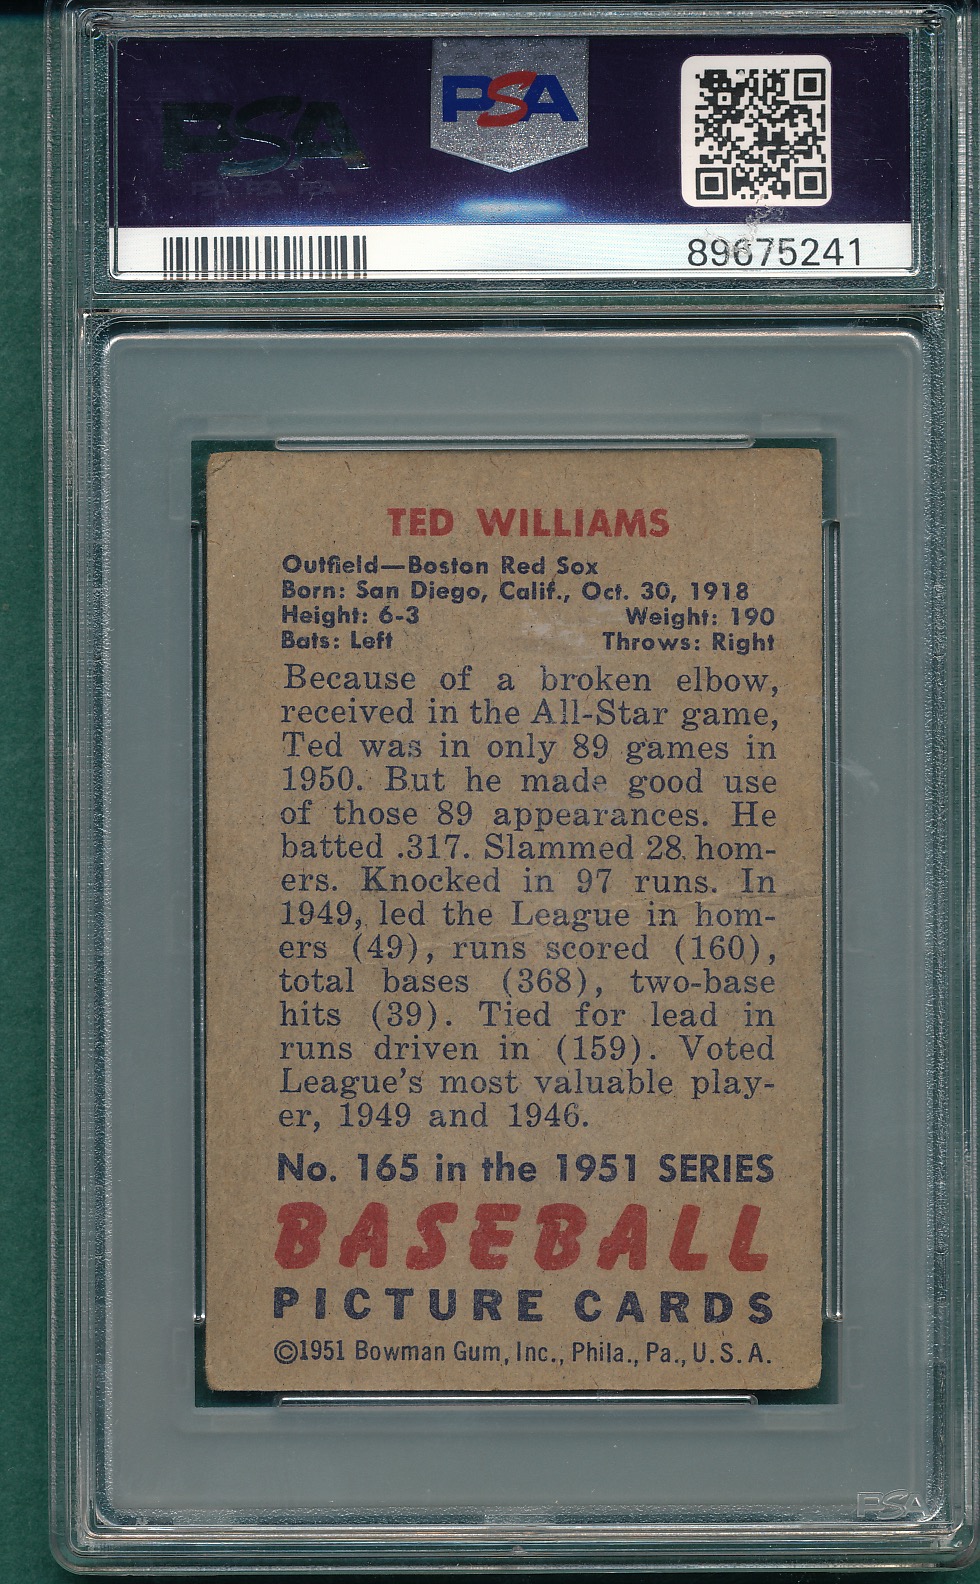 PSA
PSA
PSA PSA PSA
89675241
TED WILLIAMS
Outfield—Boston Red Sox
Born: San Diego, Calif., Oct. 30, 1918
Height: 6-3 Weight: 190
Bats: Left Throws: Right
Because of a broken elbow,
received in the All-Star game,
Ted was in only 89 games in
1950. But he made good use
of those 89 appearances. He
batted .317. Slammed 28 hom-
ers. Knocked in 97 runs. In
1949, led the League in hom-
ers (49), runs scored (160),
total bases (368), two-base
hits (39). Tied for lead in
runs driven in (159). Voted
League's most valuable play-
er, 1949 and 1946.
No. 165 in the 1951 SERIES
BASEBALL
PICTURE CARDS
©1951 Bowman Gum, Inc., Phila., Pa., U.S.A.
PSA